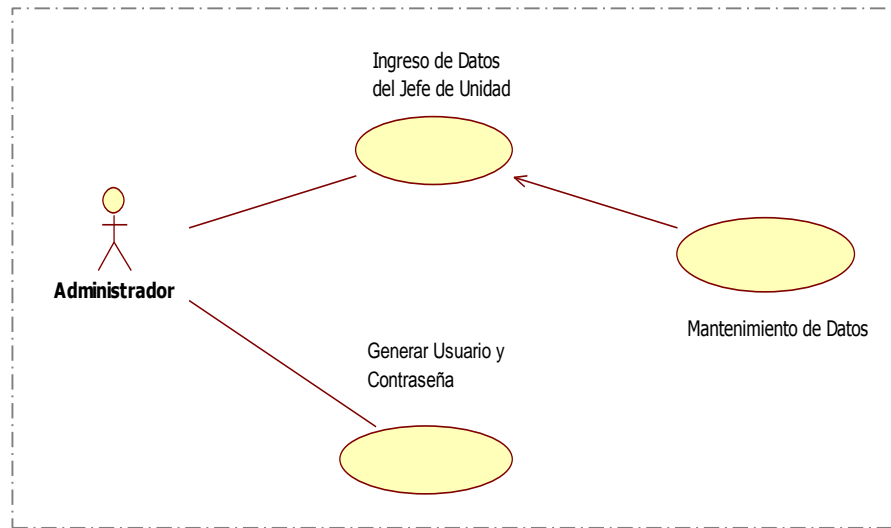 Ingreso de Datos
del Jefe de Unidad
Administrador
Mantenimiento de Datos
Generar Usuario y
Contraseña